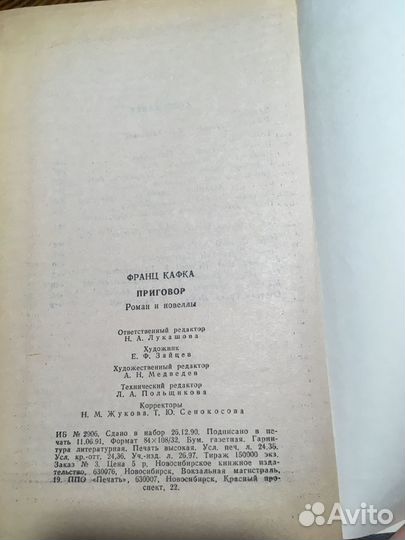 ФРАНЦ КАФКА
ПРИГОВОР
Роман и новеллы
Ответственный редактор
Н. А. Лукашова
Художник
Е. Ф. Зайцев
Художественный редактор
А. Н. Медведев
Технический редактор
Л. А. Польщикова
Корректоры
Н. М. Жукова, Т. Ю. Сенокосова
ИБ № 2906. Сдано в набор 26.12.90. Подписано в пе-
чать 11.06.91. Формат 84×108/32. Бум. газетная. Гарни-
тура литературная. Печать высокая. Усл. печ. л. 24,36.
Усл. кр.-отт. 24,36. Уч.-изд. л. 26,97. Тираж 150000 экз.
Заказ № 3. Цена 5 р. Новосибирское книжное изда-
тельство, 630076, Новосибирск, Вокзальная магистраль,
19. ППО «Печать», 630007, Новосибирск, Красный про-
спект, 22.
Avito